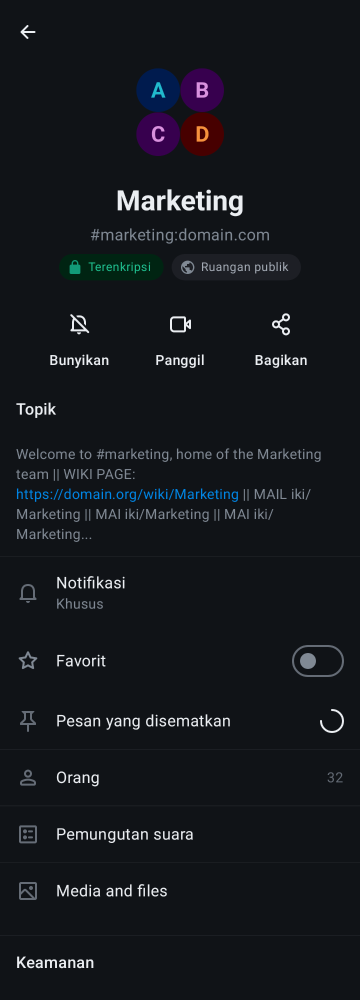 A B
C D
Marketing
#marketing:domain.com
Terenkripsi Ruangan publik
Bunyikan Panggil Bagikan
Topik
Welcome to #marketing, home of the Marketing
team || WIKI PAGE:
https://domain.org/wiki/Marketing || MAIL iki/
Marketing || MAI iki/Marketing || MAI iki/
Marketing...
Notifikasi
Khusus
Favorit
Pesan yang disematkan
Orang 32
Pemungutan suara
Media and files
Keamanan